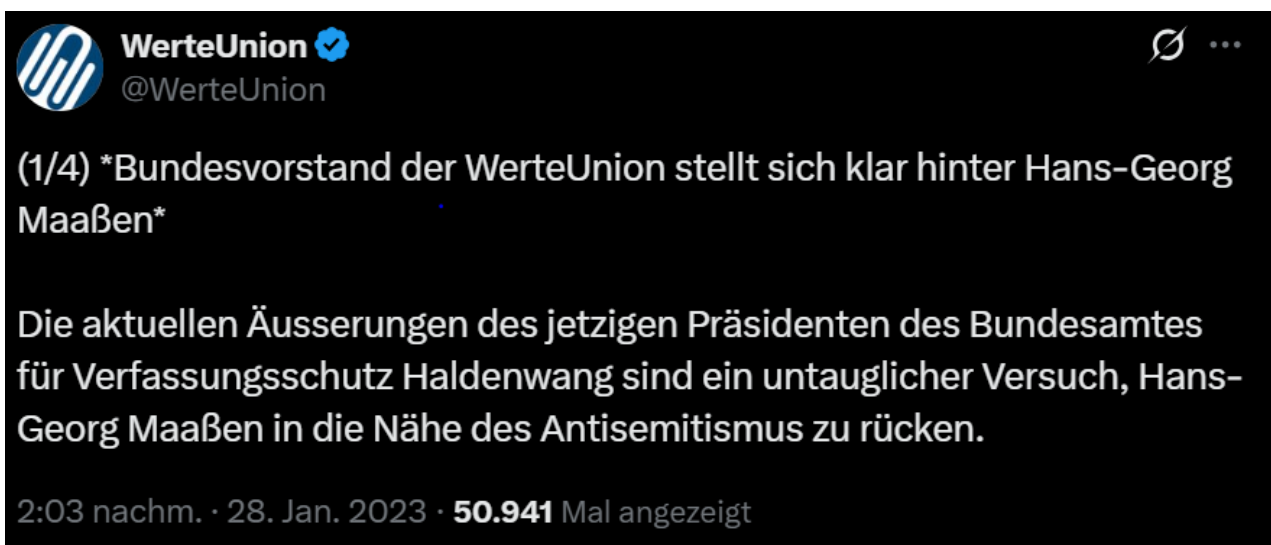 WerteUnion
@WerteUnion
(1/4) *Bundesvorstand der WerteUnion stellt sich klar hinter Hans-Georg
Maaßen*
Die aktuellen Äusserungen des jetzigen Präsidenten des Bundesamtes
für Verfassungsschutz Haldenwang sind ein untauglicher Versuch, Hans-
Georg Maaßen in die Nähe des Antisemitismus zu rücken.
2:03 nachm. · 28. Jan. 2023 · 50.941 Mal angezeigt